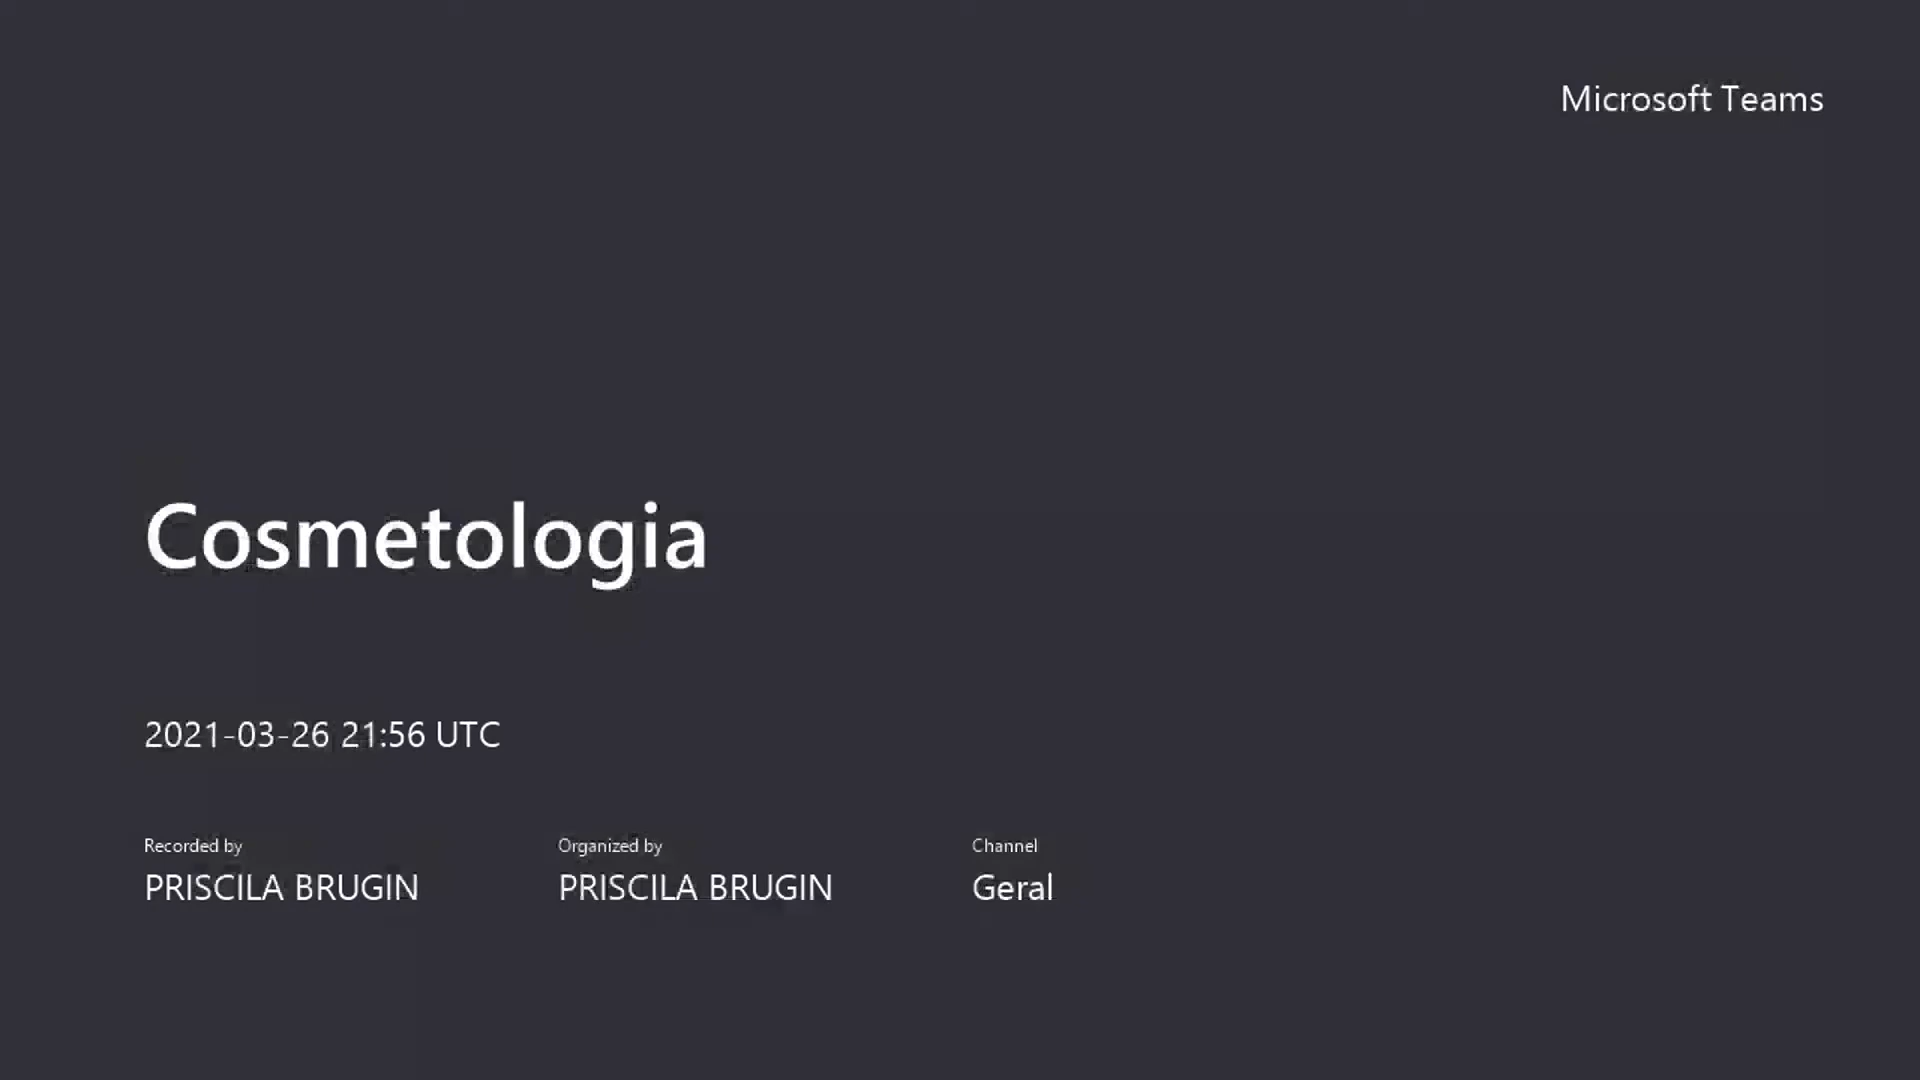 Microsoft Teams
Cosmetologia
2021-03-26 21:56 UTC
Recorded by
PRISCILA BRUGIN
Organized by
PRISCILA BRUGIN
Channel
Geral